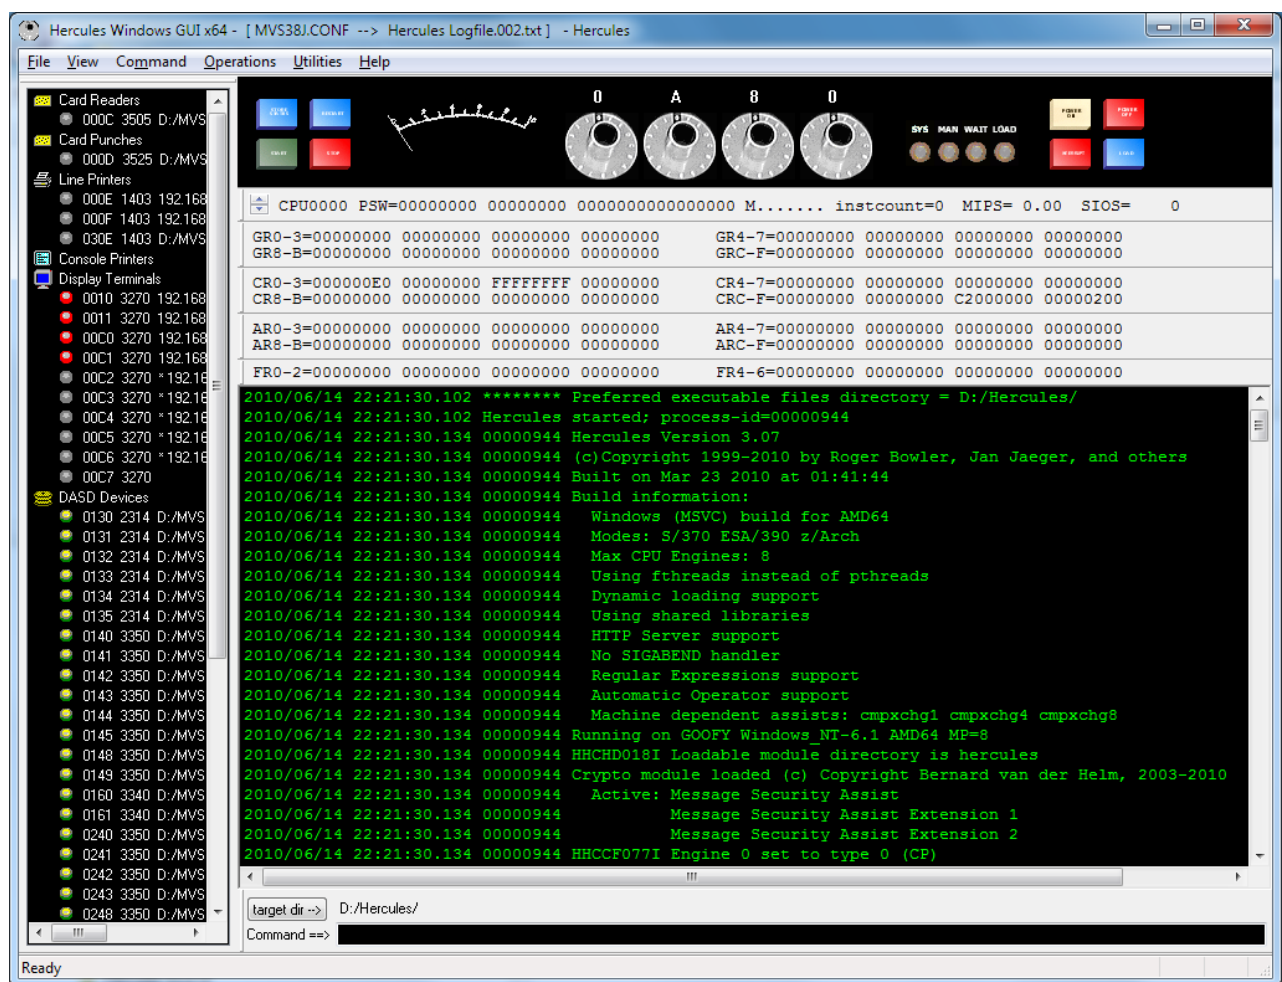 Hercules Windows GUI x64 - [ MVS38J.CONF --> Hercules Logfile.002.txt ] - Hercules
File View Command Operations Utilities Help
Card Readers
000C 3505 D:/MVS
Card Punches
000D 3525 D:/MVS
Line Printers
000E 1403 192.168
000F 1403 192.168
030E 1403 D:/MVS
Console Printers
Display Terminals
0010 3270 192.168
0011 3270 192.168
00C0 3270 192.168
00C1 3270 192.168
00C2 3270 *192.16
00C3 3270 *192.16
00C4 3270 *192.16
00C5 3270 *192.16
00C6 3270 *192.16
00C7 3270
DASD Devices
0130 2314 D:/MVS
0131 2314 D:/MVS
0132 2314 D:/MVS
0133 2314 D:/MVS
0134 2314 D:/MVS
0135 2314 D:/MVS
0140 3350 D:/MVS
0141 3350 D:/MVS
0142 3350 D:/MVS
0143 3350 D:/MVS
0144 3350 D:/MVS
0145 3350 D:/MVS
0148 3350 D:/MVS
0149 3350 D:/MVS
0160 3340 D:/MVS
0161 3340 D:/MVS
0240 3350 D:/MVS
0241 3350 D:/MVS
0242 3350 D:/MVS
0243 3350 D:/MVS
0248 3350 D:/MVS
START STOP
0 A 8 0
SYS MAN WAIT LOAD
POWER ON
POWER OFF
INTERRUPT LOAD
CPU0000 PSW=00000000 00000000 0000000000000000 M....... instcount=0 MIPS= 0.00 SIOS= 0
GR0-3=00000000 00000000 00000000 00000000 GR4-7=00000000 00000000 00000000 00000000
GR8-B=00000000 00000000 00000000 00000000 GRC-F=00000000 00000000 00000000 00000000
CR0-3=000000E0 00000000 FFFFFFFF 00000000 CR4-7=00000000 00000000 00000000 00000000
CR8-B=00000000 00000000 00000000 00000000 CRC-F=00000000 00000000 C2000000 00000200
AR0-3=00000000 00000000 00000000 00000000 AR4-7=00000000 00000000 00000000 00000000
AR8-B=00000000 00000000 00000000 00000000 ARC-F=00000000 00000000 00000000 00000000
FR0-2=00000000 00000000 00000000 00000000 FR4-6=00000000 00000000 00000000 00000000
2010/06/14 22:21:30.102 ******** Preferred executable files directory = D:/Hercules/
2010/06/14 22:21:30.102 Hercules started; process-id=00000944
2010/06/14 22:21:30.134 00000944 Hercules Version 3.07
2010/06/14 22:21:30.134 00000944 (c)Copyright 1999-2010 by Roger Bowler, Jan Jaeger, and others
2010/06/14 22:21:30.134 00000944 Built on Mar 23 2010 at 01:41:44
2010/06/14 22:21:30.134 00000944 Build information:
2010/06/14 22:21:30.134 00000944 Windows (MSVC) build for AMD64
2010/06/14 22:21:30.134 00000944 Modes: S/370 ESA/390 z/Arch
2010/06/14 22:21:30.134 00000944 Max CPU Engines: 8
2010/06/14 22:21:30.134 00000944 Using fthreads instead of pthreads
2010/06/14 22:21:30.134 00000944 Dynamic loading support
2010/06/14 22:21:30.134 00000944 Using shared libraries
2010/06/14 22:21:30.134 00000944 HTTP Server support
2010/06/14 22:21:30.134 00000944 No SIGABEND handler
2010/06/14 22:21:30.134 00000944 Regular Expressions support
2010/06/14 22:21:30.134 00000944 Automatic Operator support
2010/06/14 22:21:30.134 00000944 Machine dependent assists: cmpxchg1 cmpxchg4 cmpxchg8
2010/06/14 22:21:30.134 00000944 Running on GOOFY Windows_NT-6.1 AMD64 MP=8
2010/06/14 22:21:30.134 00000944 HHCHD018I Loadable module directory is hercules
2010/06/14 22:21:30.134 00000944 Crypto module loaded (c) Copyright Bernard van der Helm, 2003-2010
2010/06/14 22:21:30.134 00000944 Active: Message Security Assist
2010/06/14 22:21:30.134 00000944 Message Security Assist Extension 1
2010/06/14 22:21:30.134 00000944 Message Security Assist Extension 2
2010/06/14 22:21:30.134 00000944 HHCCF077I Engine 0 set to type 0 (CP)
target dir --> D:/Hercules/
Command ==>
Ready